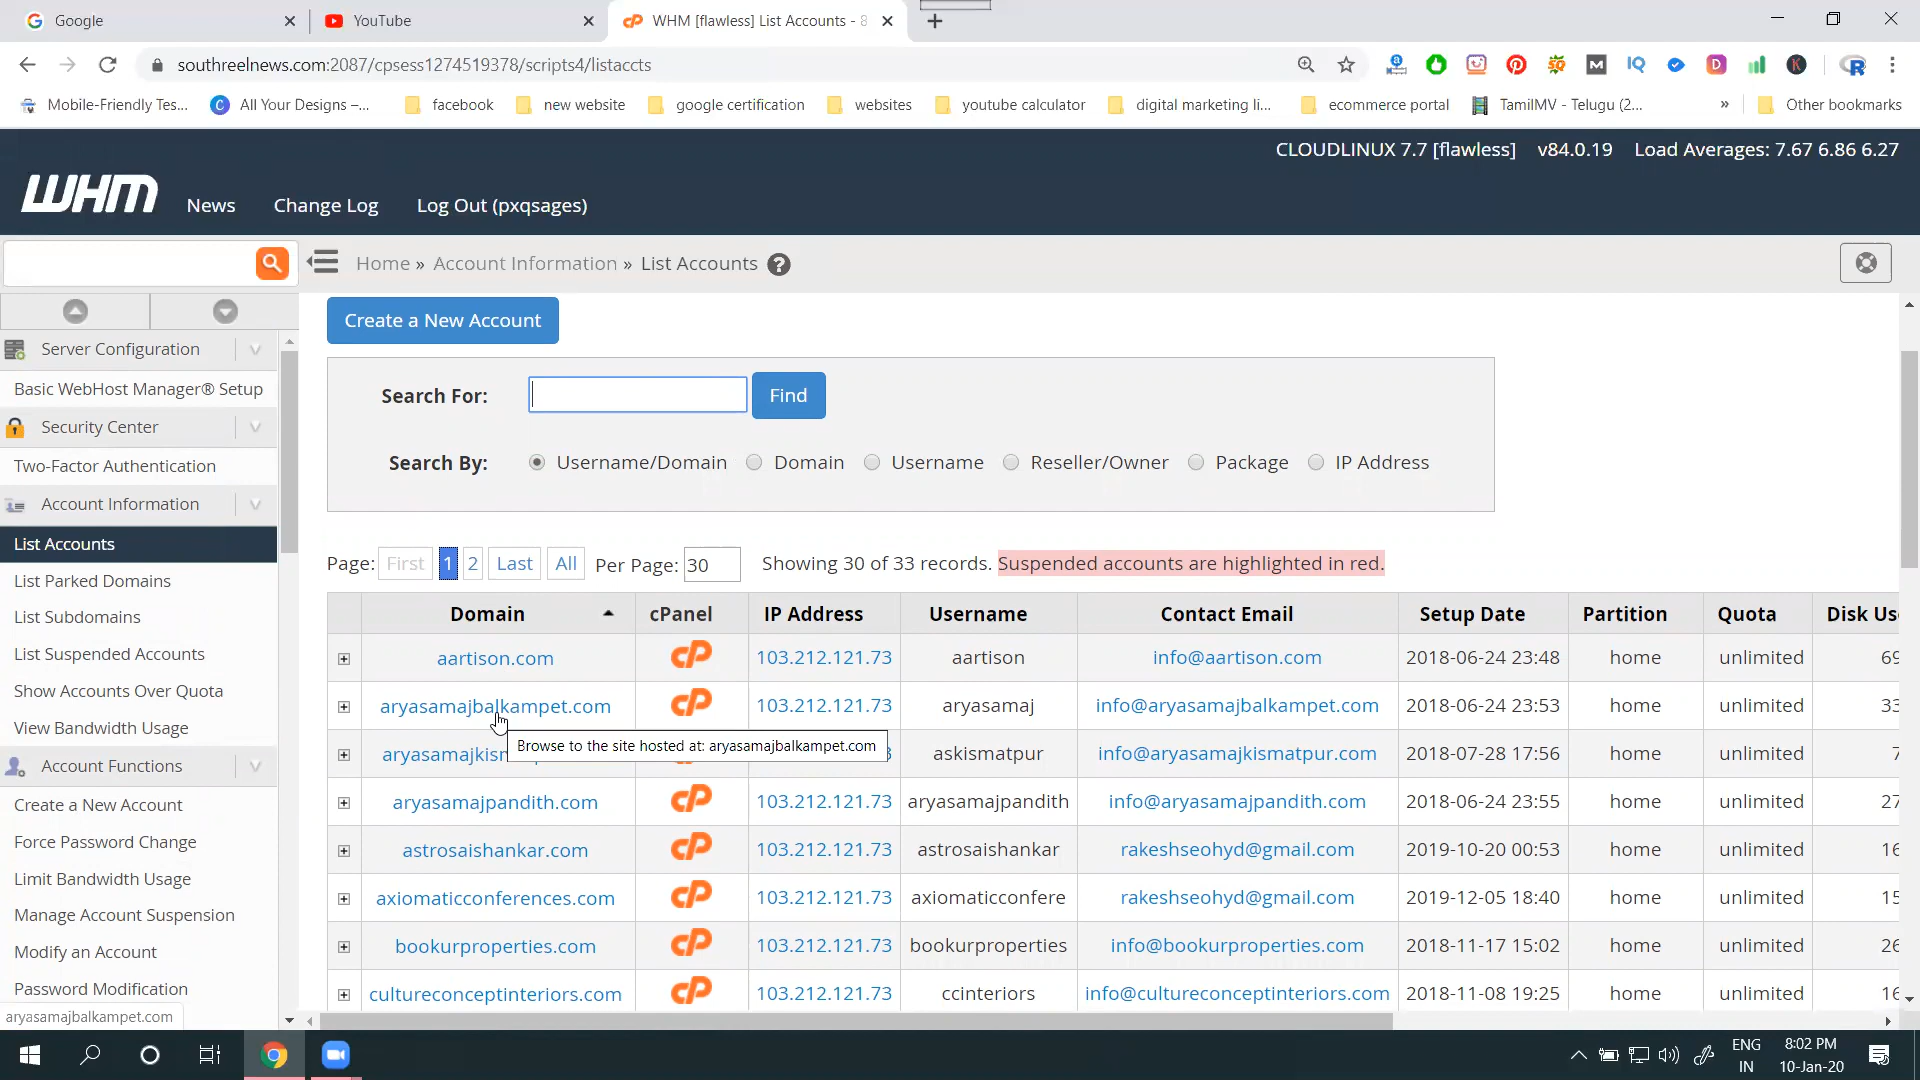 Google
YouTube
WHM [flawless] List Accounts - 8
southreelnews.com:2087/cpsess1274519378/scripts4/listaccts
Mobile-Friendly Tes...
All Your Designs –...
facebook
new website
google certification
websites
youtube calculator
digital marketing li...
ecommerce portal
TamilMV - Telugu (2...
»
Other bookmarks
CLOUDLINUX 7.7 [flawless] v84.0.19 Load Averages: 7.67 6.86 6.27
WHM
News
Change Log
Log Out (pxqsages)
Home » Account Information » List Accounts
Server Configuration
Basic WebHost Manager® Setup
Security Center
Two-Factor Authentication
Account Information
List Accounts
List Parked Domains
List Subdomains
List Suspended Accounts
Show Accounts Over Quota
View Bandwidth Usage
Account Functions
Create a New Account
Force Password Change
Limit Bandwidth Usage
Manage Account Suspension
Modify an Account
Password Modification
aryasamajbalkampet.com
Create a New Account
Search For:
Find
Search By: Username/Domain Domain Username Reseller/Owner Package IP Address
Page: First 1 2 Last All Per Page: 30 Showing 30 of 33 records. Suspended accounts are highlighted in red.
Domain cPanel IP Address Username Contact Email Setup Date Partition Quota Disk Us
aartison.com cP 103.212.121.73 aartison info@aartison.com 2018-06-24 23:48 home unlimited 69
aryasamajbalkampet.com cP 103.212.121.73 aryasamaj info@aryasamajbalkampet.com 2018-06-24 23:53 home unlimited 33
Browse to the site hosted at: aryasamajbalkampet.com
aryasamajkis 3 askismatpur info@aryasamajkismatpur.com 2018-07-28 17:56 home unlimited 7
aryasamajpandith.com cP 103.212.121.73 aryasamajpandith info@aryasamajpandith.com 2018-06-24 23:55 home unlimited 27
astrosaishankar.com cP 103.212.121.73 astrosaishankar rakeshseohyd@gmail.com 2019-10-20 00:53 home unlimited 16
axiomaticconferences.com cP 103.212.121.73 axiomaticconfere rakeshseohyd@gmail.com 2019-12-05 18:40 home unlimited 15
bookurproperties.com cP 103.212.121.73 bookurproperties info@bookurproperties.com 2018-11-17 15:02 home unlimited 26
cultureconceptinteriors.com cP 103.212.121.73 ccinteriors info@cultureconceptinteriors.com 2018-11-08 19:25 home unlimited 16
ENG
IN
8:02 PM
10-Jan-20